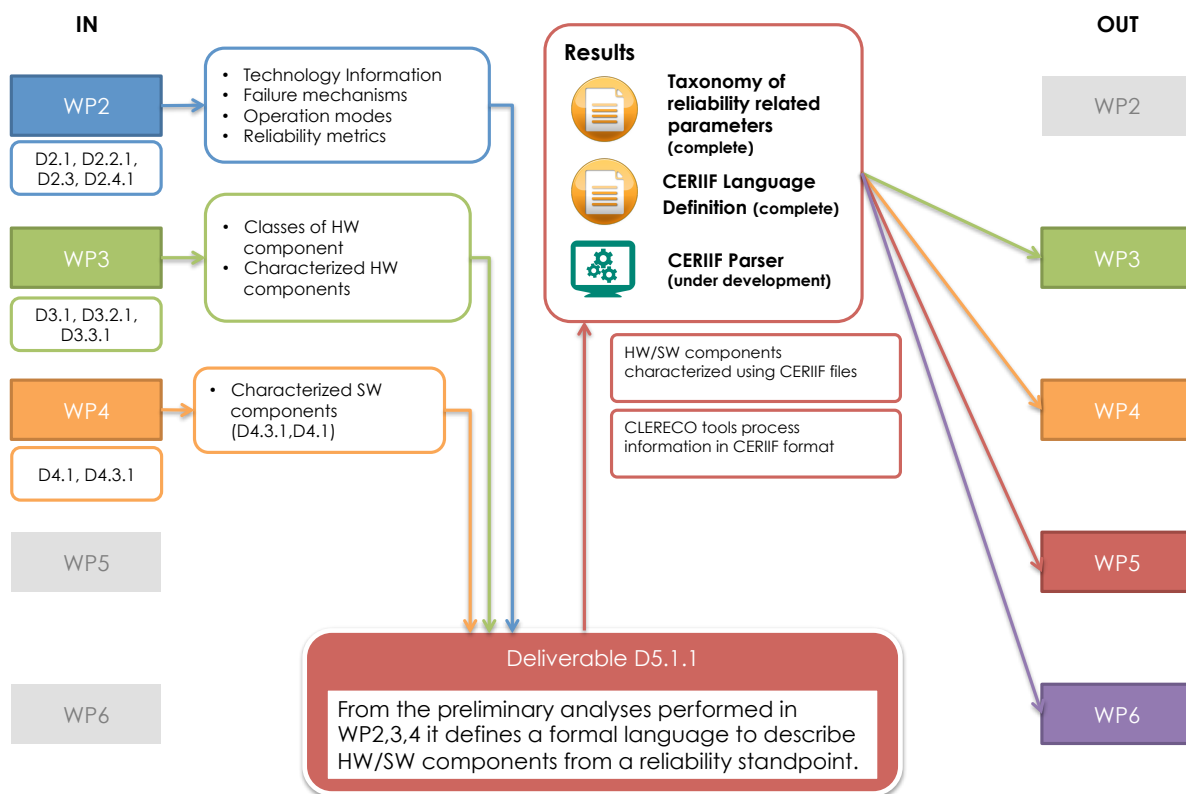 IN
OUT
WP2
D2.1, D2.2.1,
D2.3, D2.4.1
• Technology Information
• Failure mechanisms
• Operation modes
• Reliability metrics
WP3
D3.1, D3.2.1,
D3.3.1
• Classes of HW
component
• Characterized HW
components
WP4
D4.1, D4.3.1
• Characterized SW
components
(D4.3.1,D4.1)
WP5
WP6
Results
Taxonomy of
reliability related
parameters
(complete)
CERIIF Language
Definition (complete)
CERIIF Parser
(under development)
HW/SW components
characterized using CERIIF files
CLERECO tools process
information in CERIIF format
Deliverable D5.1.1
From the preliminary analyses performed in
WP2,3,4 it defines a formal language to describe
HW/SW components from a reliability standpoint.
WP2
WP3
WP4
WP5
WP6